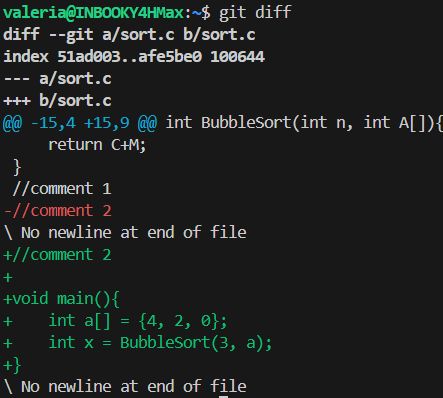 valeria@INBOOKY4HMax:~$ git diff
diff --git a/sort.c b/sort.c
index 51ad003..afe5be0 100644
--- a/sort.c
+++ b/sort.c
@@ -15,4 +15,9 @@ int BubbleSort(int n, int A[]){
     return C+M;
 }
 //comment 1
-//comment 2
\ No newline at end of file
+//comment 2
+
+void main(){
+    int a[] = {4, 2, 0};
+    int x = BubbleSort(3, a);
+}
\ No newline at end of file